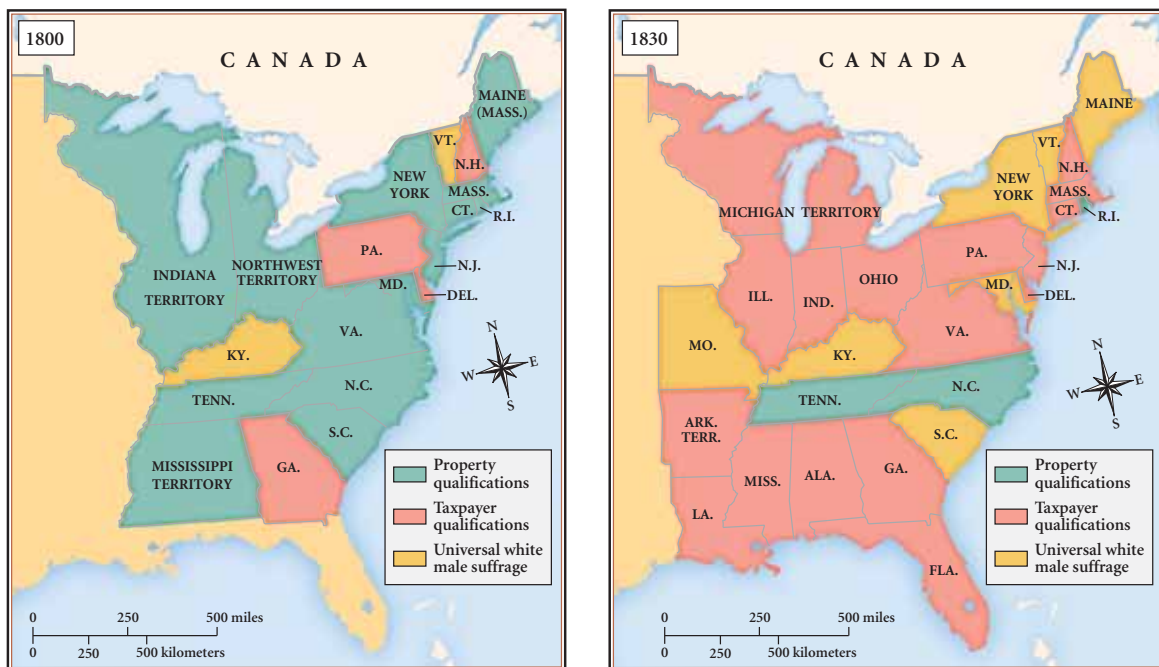 1800
C A N A D A
MAINE
(MASS.)
VT.
N.H.
NEW
YORK
MASS.
CT.
R.I.
PA.
N.J.
NORTHWEST
TERRITORY
INDIANA
TERRITORY
MD.
DEL.
VA.
KY.
N.C.
TENN.
S.C.
MISSISSIPPI
TERRITORY
GA.
N
W
E
S
Property
qualifications
Taxpayer
qualifications
Universal white
male suffrage
0 250 500 miles
0 250 500 kilometers
1830
C A N A D A
MAINE
VT.
N.H.
NEW
YORK
MASS.
CT.
R.I.
MICHIGAN TERRITORY
PA.
N.J.
OHIO
MD.
DEL.
ILL.
IND.
VA.
MO.
KY.
N.C.
TENN.
S.C.
ARK.
TERR.
MISS.
ALA.
GA.
LA.
FLA.
N
W
E
S
Property
qualifications
Taxpayer
qualifications
Universal white
male suffrage
0 250 500 miles
0 250 500 kilometers